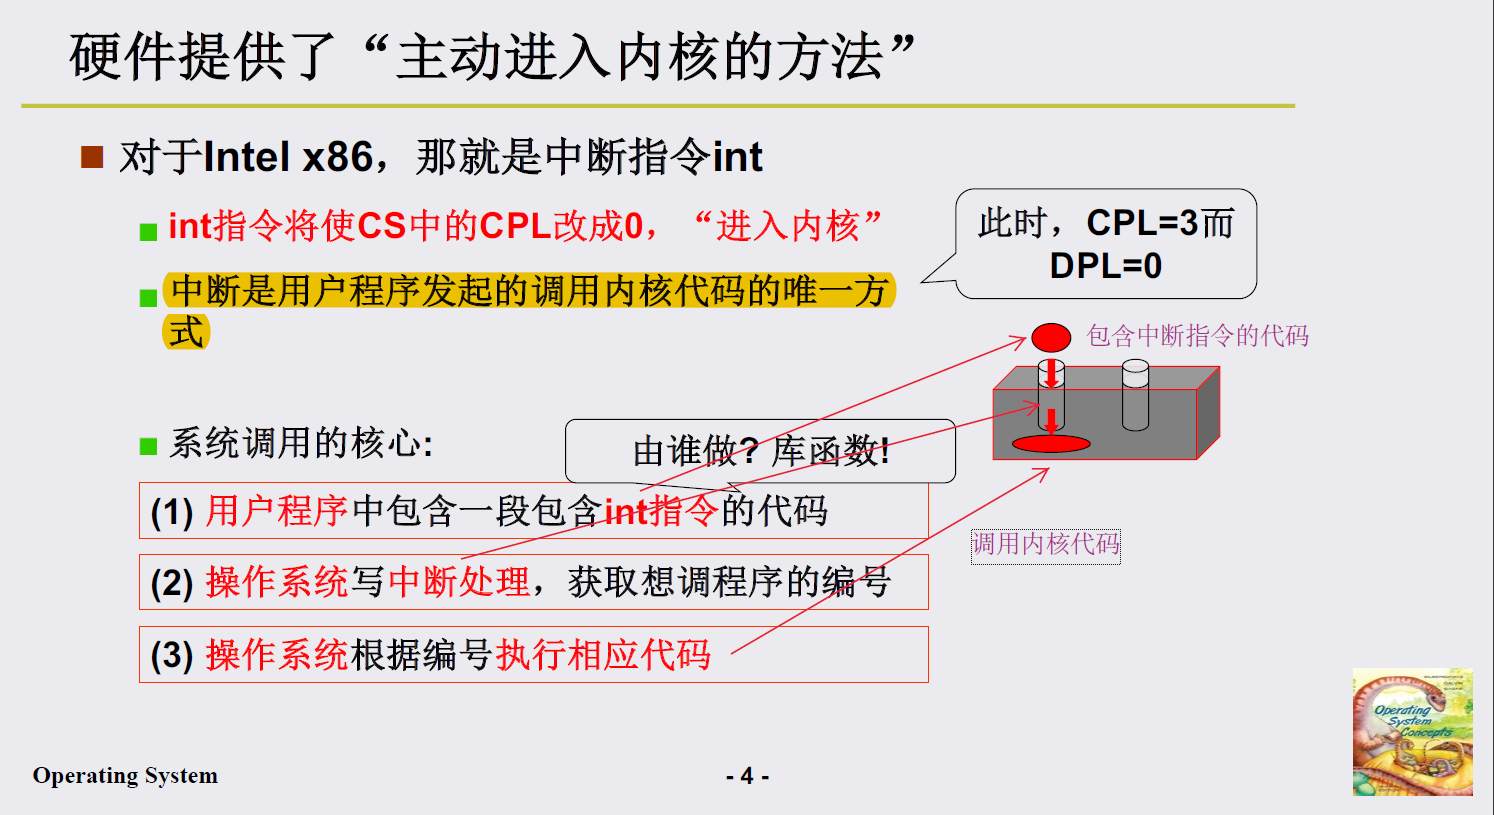 硬件提供了“主动进入内核的方法”
对于Intel x86，那就是中断指令int
int指令将使CS中的CPL改成0，“进入内核”
中断是用户程序发起的调用内核代码的唯一方
式
此时，CPL=3而
DPL=0
包含中断指令的代码
系统调用的核心:
由谁做? 库函数!
(1) 用户程序中包含一段包含int指令的代码
(2) 操作系统写中断处理，获取想调程序的编号
(3) 操作系统根据编号执行相应代码
调用内核代码
Operating
System
Concepts
Operating System
- 4 -